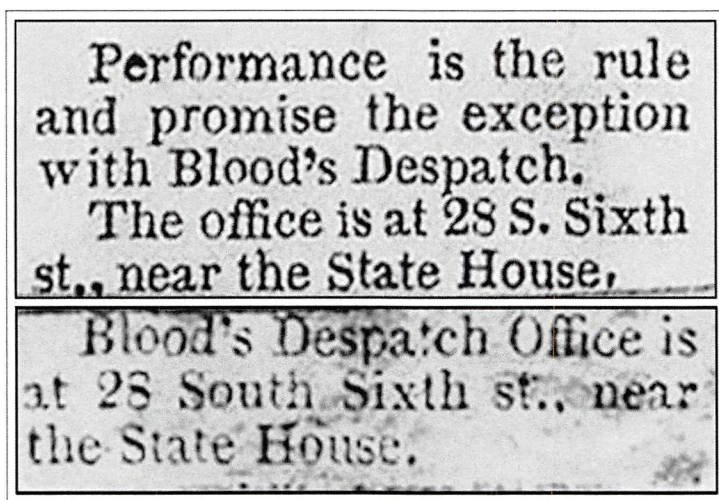 Performance is the rule
and promise the exception
with Blood's Despatch.
The office is at 28 S. Sixth
st., near the State House.
Blood's Despatch Office is
at 28 South Sixth st., near
the State House.